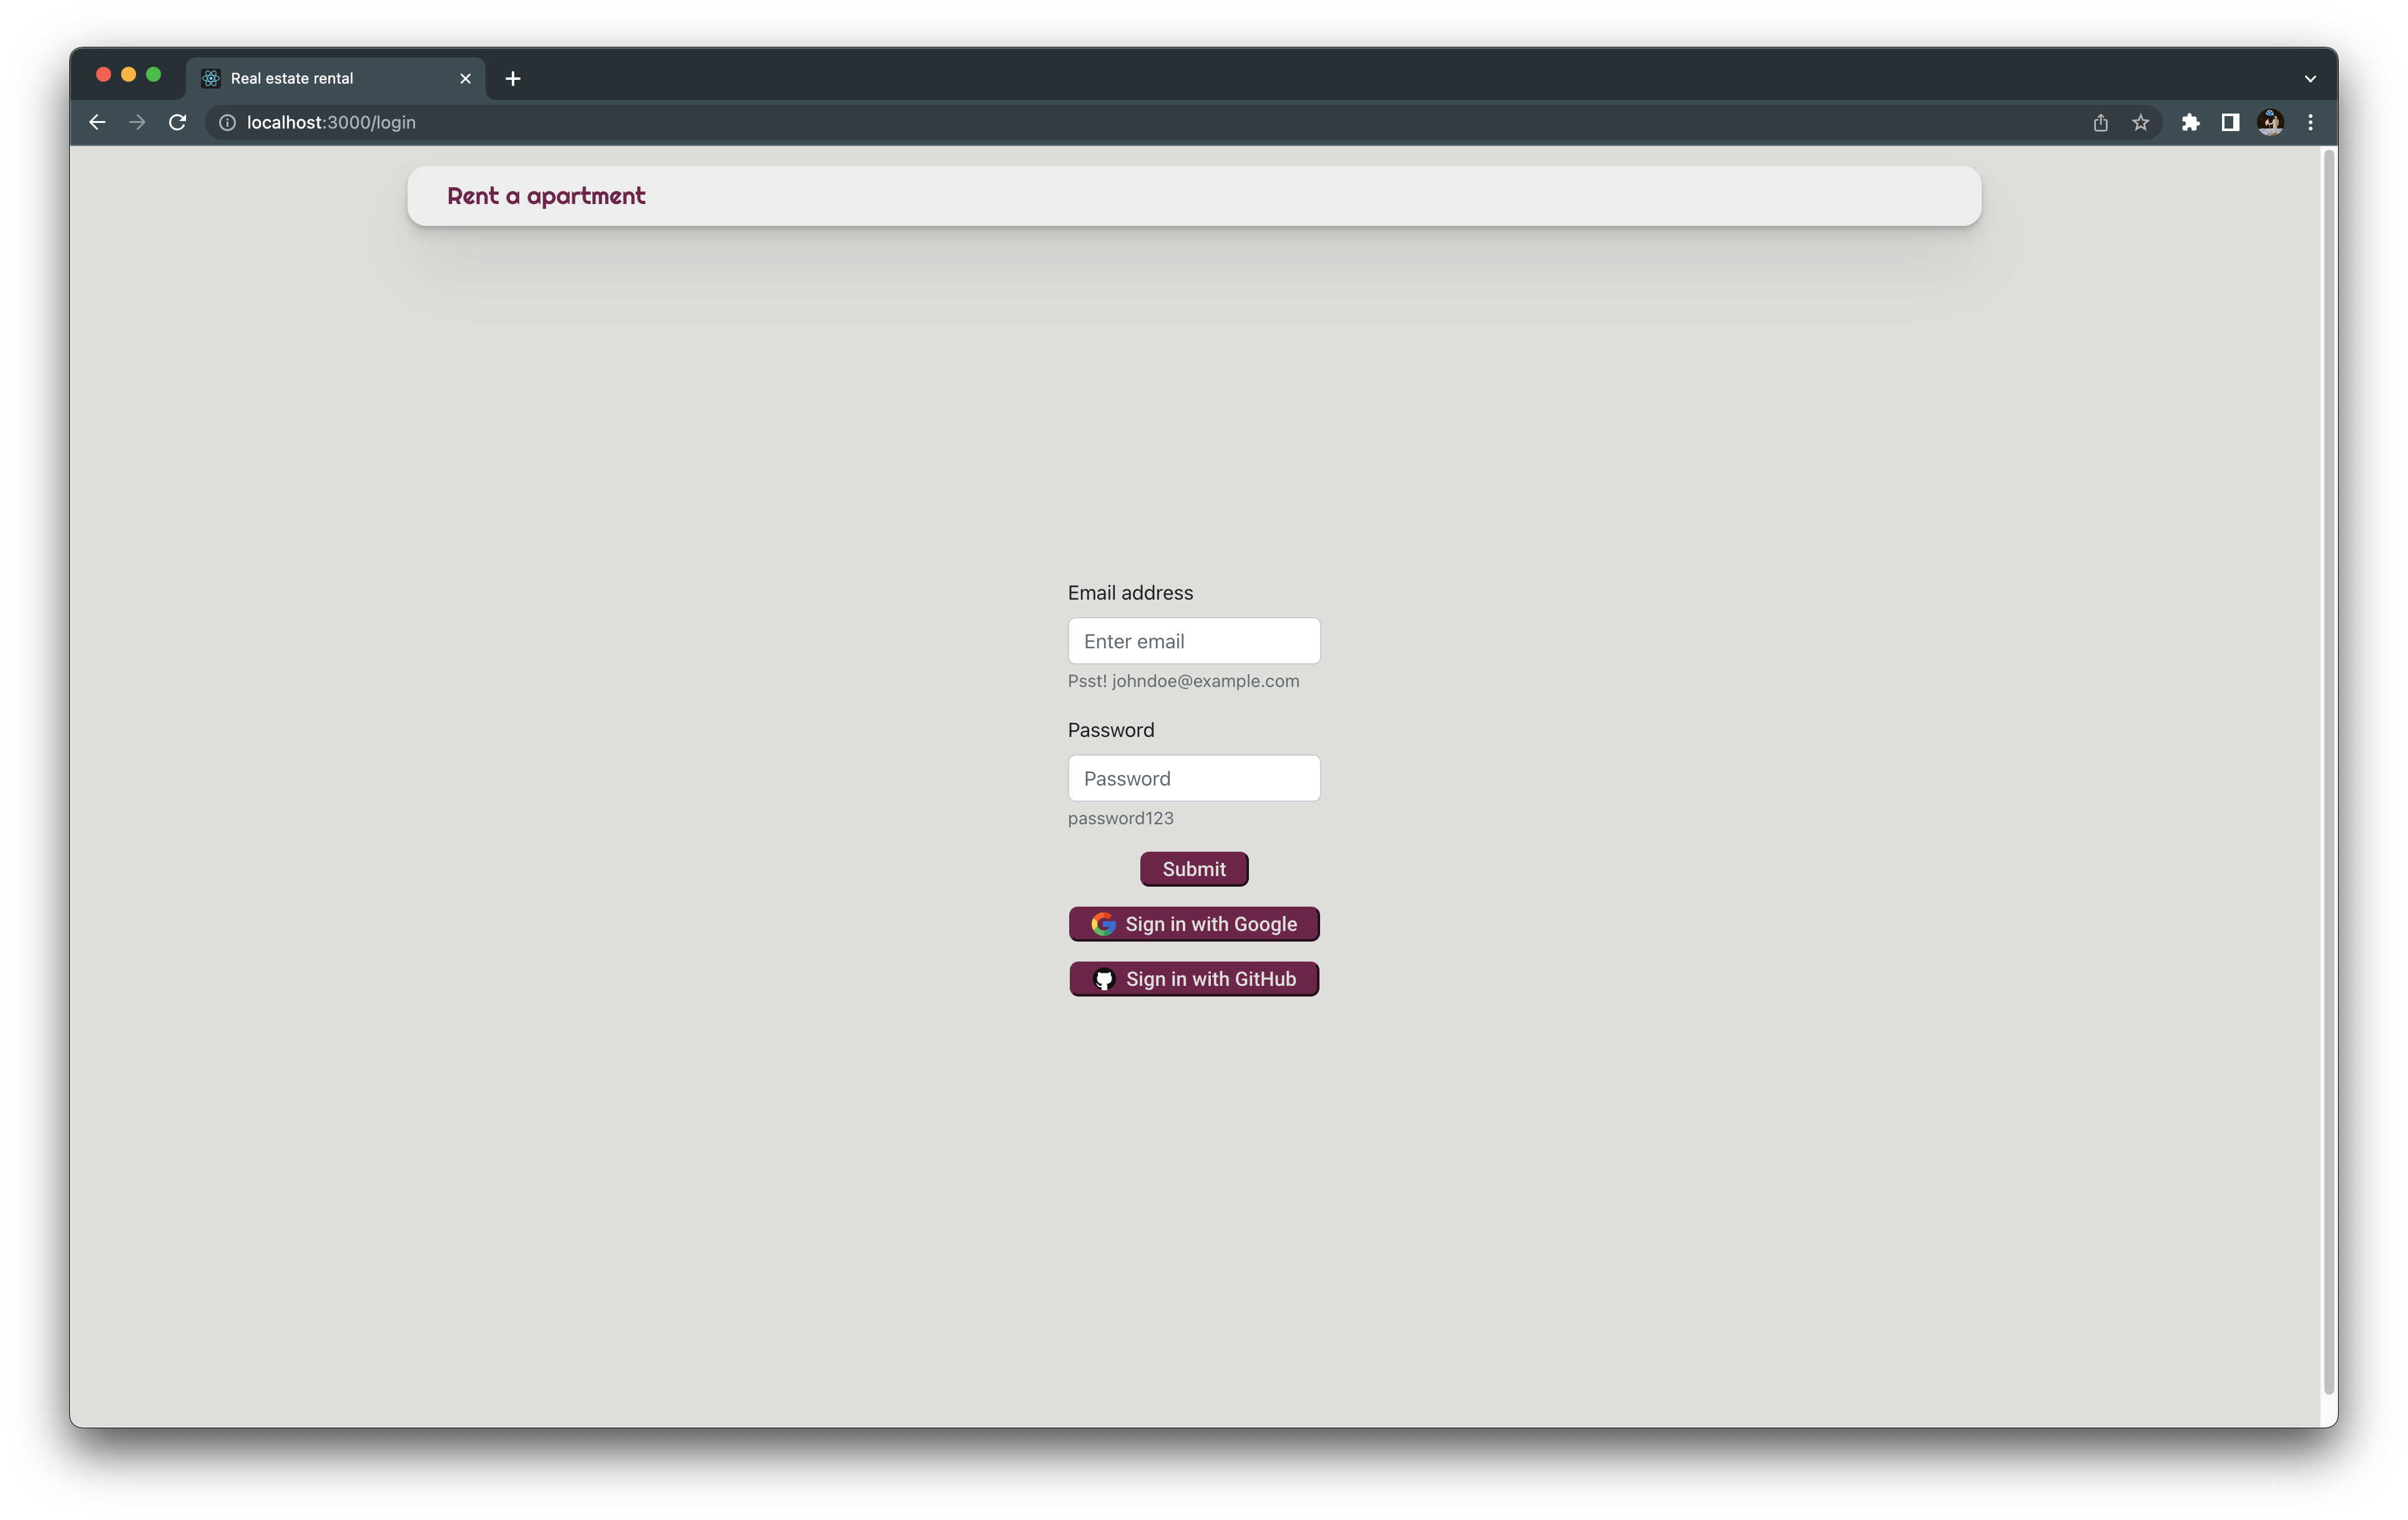 Real estate rental
localhost:3000/login
Rent a apartment
Email address
Enter email
Psst! johndoe@example.com
Password
Password
password123
Submit
Sign in with Google
Sign in with GitHub